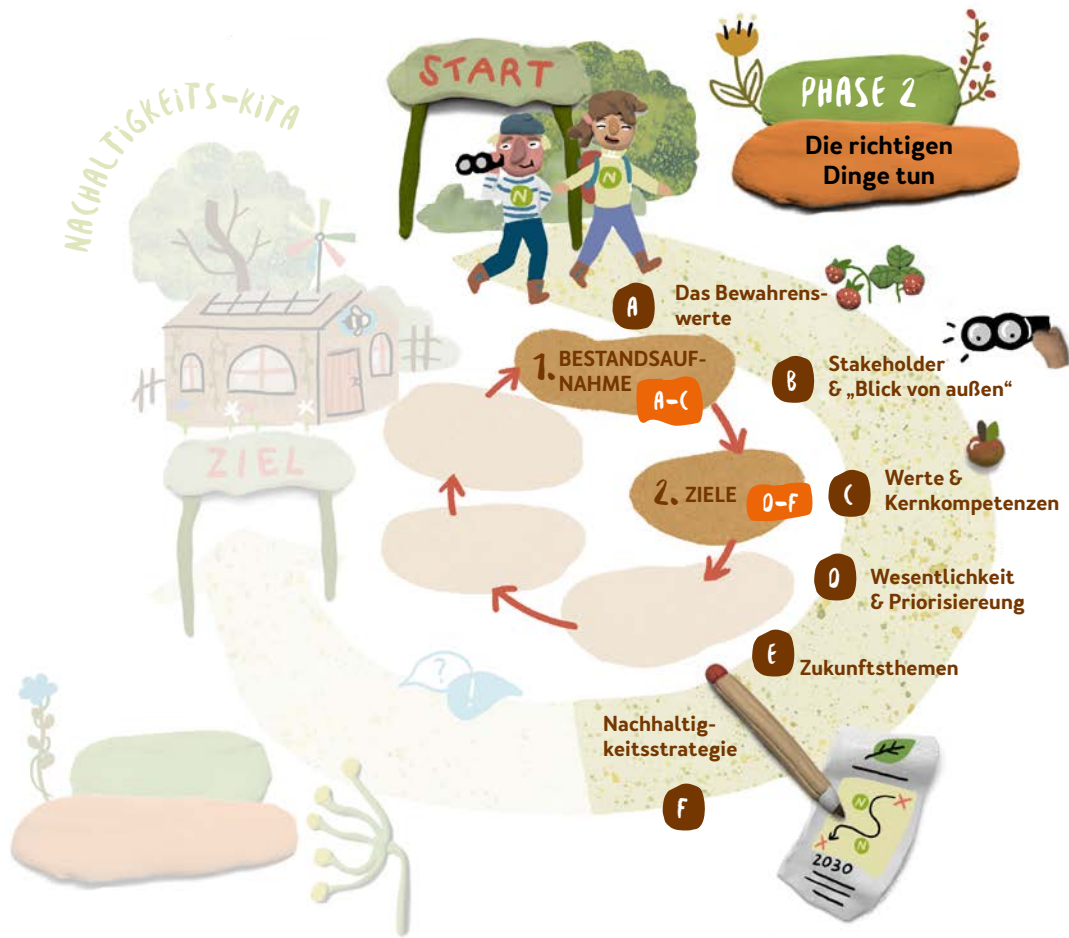 START
PHASE 2
Die richtigen
Dinge tun
NACHHALTIGKEITS-KITA
N
N
A
Das Bewahrens-
werte
1. BESTANDSAUF-
NAHME
A-C
B
Stakeholder
& „Blick von außen“
ZIEL
2. ZIELE
D-F
C
Werte &
Kernkompetenzen
D
Wesentlichkeit
& Priorisiereung
E
Zukunftsthemen
?
!
Nachhaltig-
keitsstrategie
F
N
N
2030